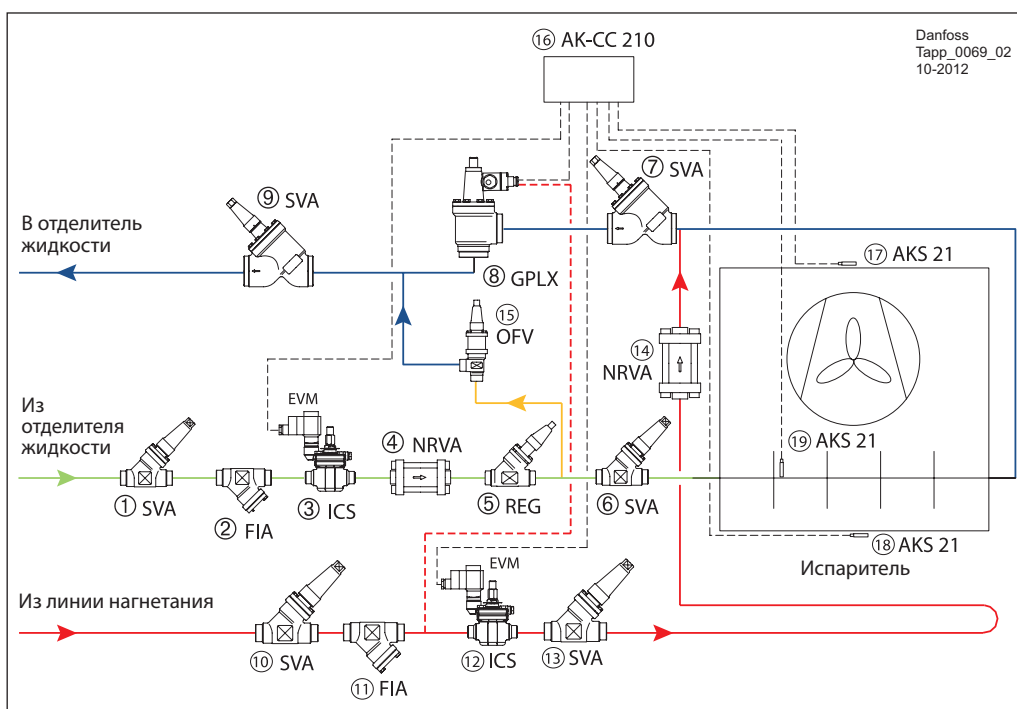 ⑯ AK-CC 210
Danfoss
Tapp_0069_02
10-2012
⑦ SVA
⑨ SVA
В отделитель
жидкости
⑧ GPLX
⑰ AKS 21
⑮
OFV
⑭
NRVA
Из
отделителя
жидкости
EVM
④ NRVA
⑲ AKS 21
① SVA
② FIA
③ ICS
⑤ REG
⑥ SVA
⑱ AKS 21
Испаритель
Из линии нагнетания
EVM
⑩ SVA
⑪ FIA
⑫ ICS
⑬ SVA